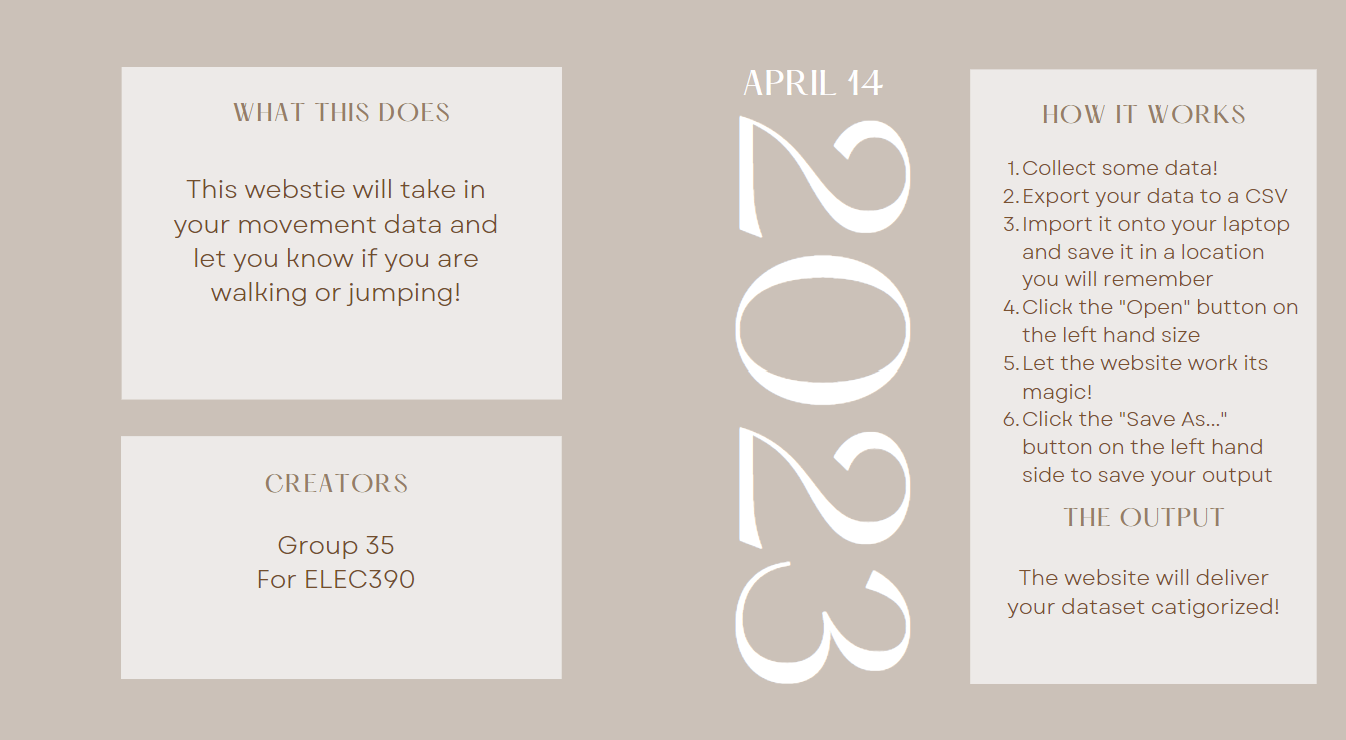 WHAT THIS DOES
This webstie will take in
your movement data and
let you know if you are
walking or jumping!
CREATORS
Group 35
For ELEC390
APRIL 14
2023
HOW IT WORKS
1. Collect some data!
2. Export your data to a CSV
3. Import it onto your laptop
and save it in a location
you will remember
4. Click the "Open" button on
the left hand size
5. Let the website work its
magic!
6. Click the "Save As..."
button on the left hand
side to save your output
THE OUTPUT
The website will deliver
your dataset catigorized!